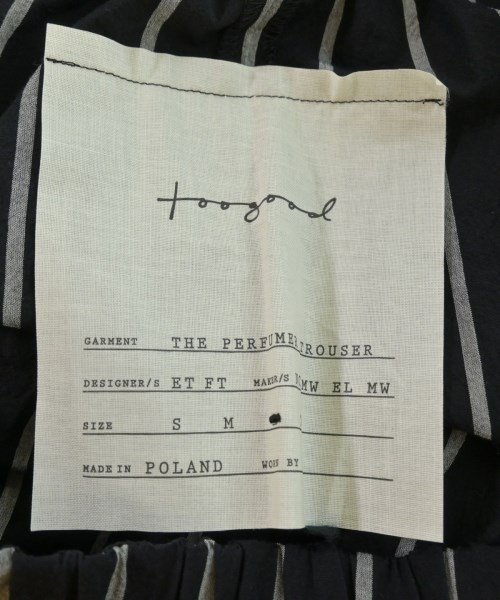 toogood
GARMENT THE PERFUMER TROUSER
DESIGNER/S ET FT MAKER/S MW EL MW
SIZE S M
MADE IN POLAND WORN BY